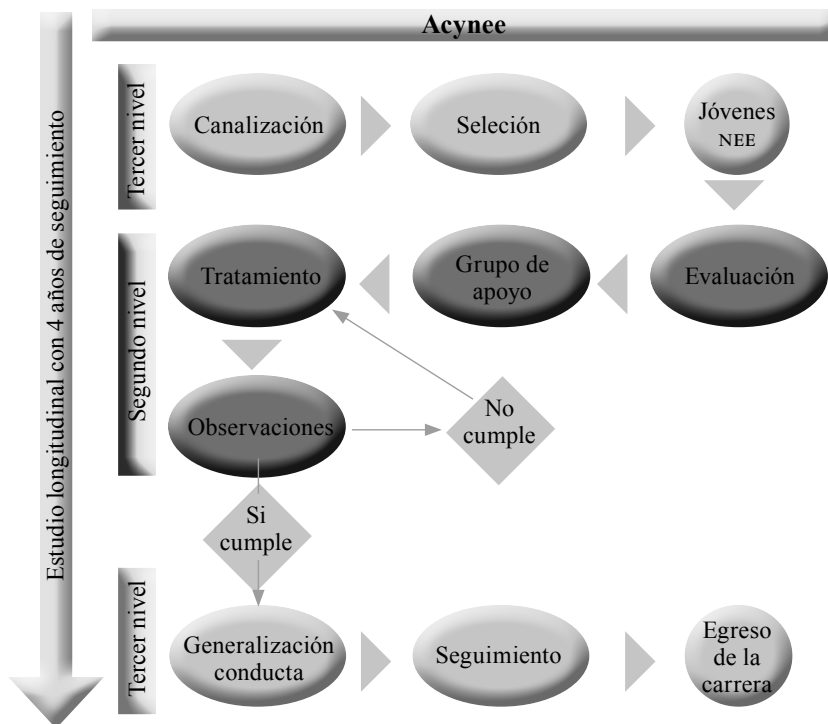 Acynee
Estudio longitudinal con 4 años de seguimiento
Tercer nivel
Canalización
Seleción
Jóvenes
NEE
Segundo nivel
Tratamiento
Grupo de
apoyo
Evaluación
Observaciones
No
cumple
Si
cumple
Tercer nivel
Generalización
conducta
Seguimiento
Egreso
de la
carrera